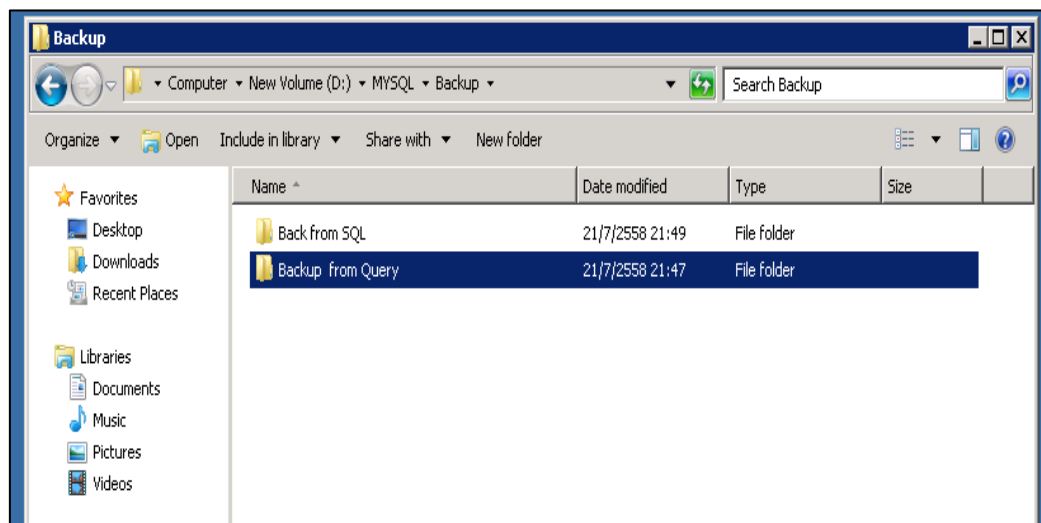 Backup
Computer New Volume (D:) MYSQL Backup Search Backup
Organize Open Include in library Share with New folder
Name Date modified Type Size
Favorites
Desktop
Downloads
Recent Places
Libraries
Documents
Music
Pictures
Videos
Back from SQL 21/7/2558 21:49 File folder
Backup from Query 21/7/2558 21:47 File folder